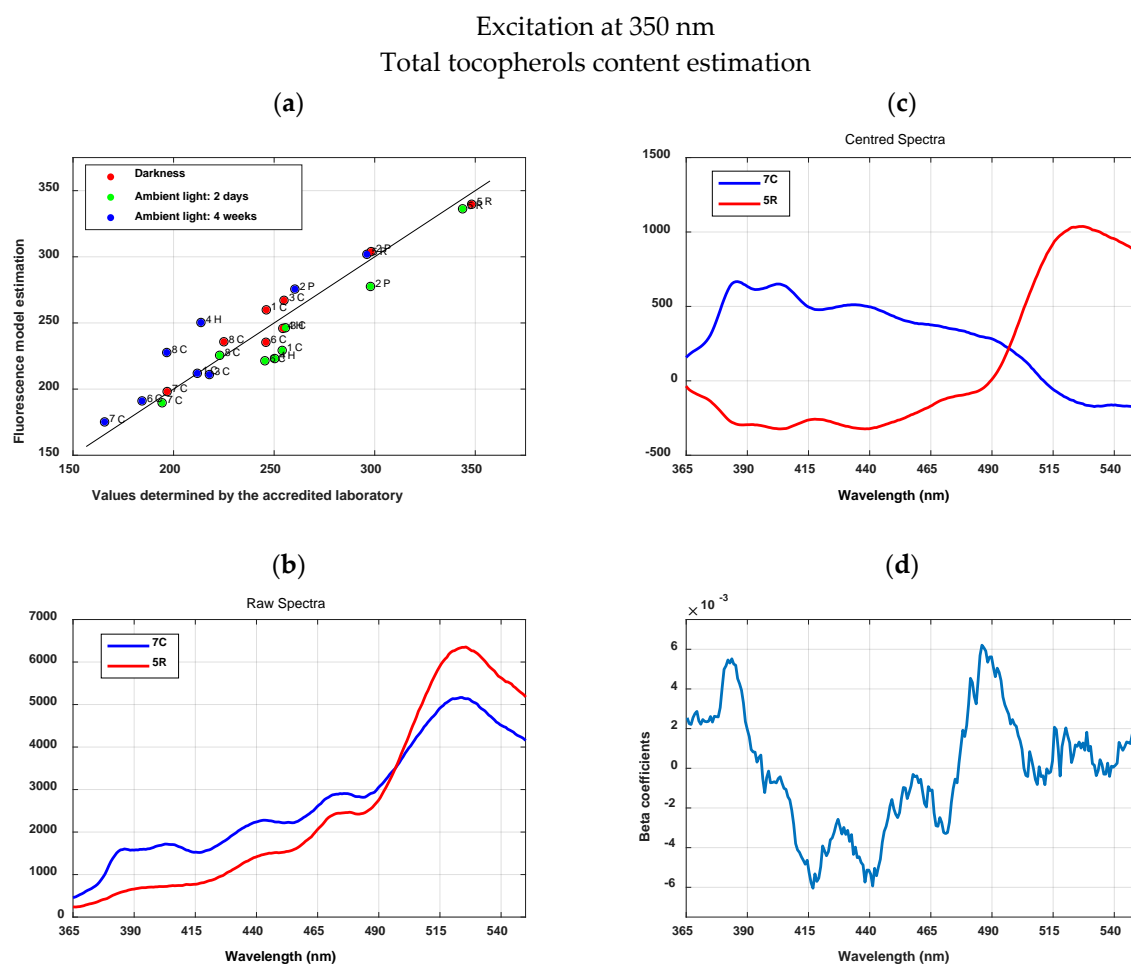 Excitation at 350 nm
Total tocopherols content estimation
(a)
Fluorescence model estimation
350
300
250
200
150
Darkness
Ambient light: 2 days
Ambient light: 4 weeks
5 R
R
2 P
R
2 P
2 P
3 C
1 C
4 H
8 C
6 C
1 C
4 H
8 C
8 C
3 C
7 C
6 C
7 C
7 C
150 200 250 300 350
Values determined by the accredited laboratory
(c)
Centred Spectra
1500
1000
500
0
-500
7C
5R
365 390 415 440 465 490 515 540
Wavelength (nm)
(b)
Raw Spectra
7000
6000
5000
4000
3000
2000
1000
0
7C
5R
365 390 415 440 465 490 515 540
Wavelength (nm)
(d)
× 10 -3
Beta coefficients
6
4
2
0
-2
-4
-6
365 390 415 440 465 490 515 540
Wavelength (nm)